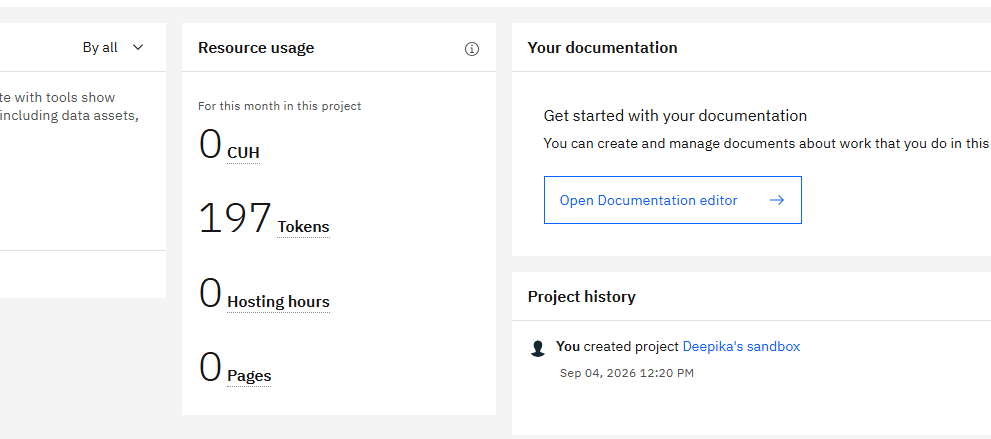 By all
te with tools show
including data assets,
Resource usage
For this month in this project
0 CUH
197 Tokens
0 Hosting hours
0 Pages
Your documentation
Get started with your documentation
You can create and manage documents about work that you do in this
Open Documentation editor
Project history
You created project Deepika's sandbox
Sep 04, 2026 12:20 PM